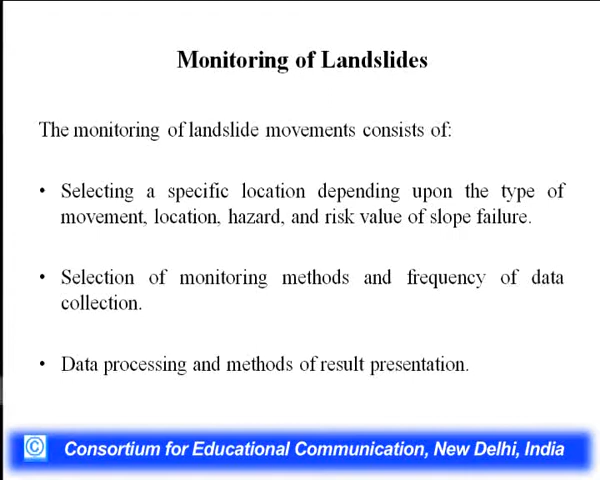 Monitoring of Landslides
The monitoring of landslide movements consists of:
• Selecting a specific location depending upon the type of
movement, location, hazard, and risk value of slope failure.
• Selection of monitoring methods and frequency of data
collection.
• Data processing and methods of result presentation.
© Consortium for Educational Communication, New Delhi, India